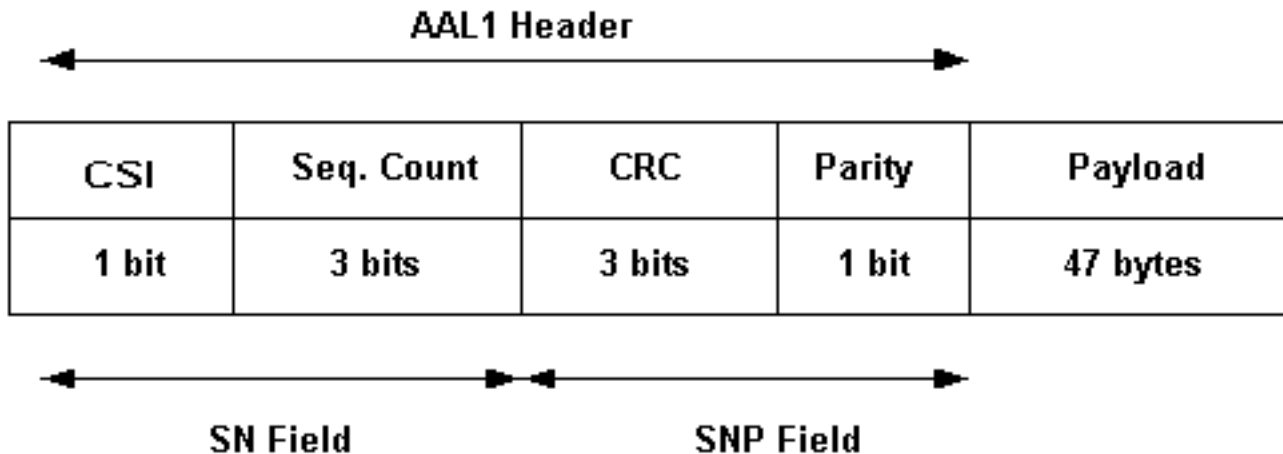 AAL1 Header
CSI Seq. Count CRC Parity Payload
1 bit 3 bits 3 bits 1 bit 47 bytes
SN Field SNP Field